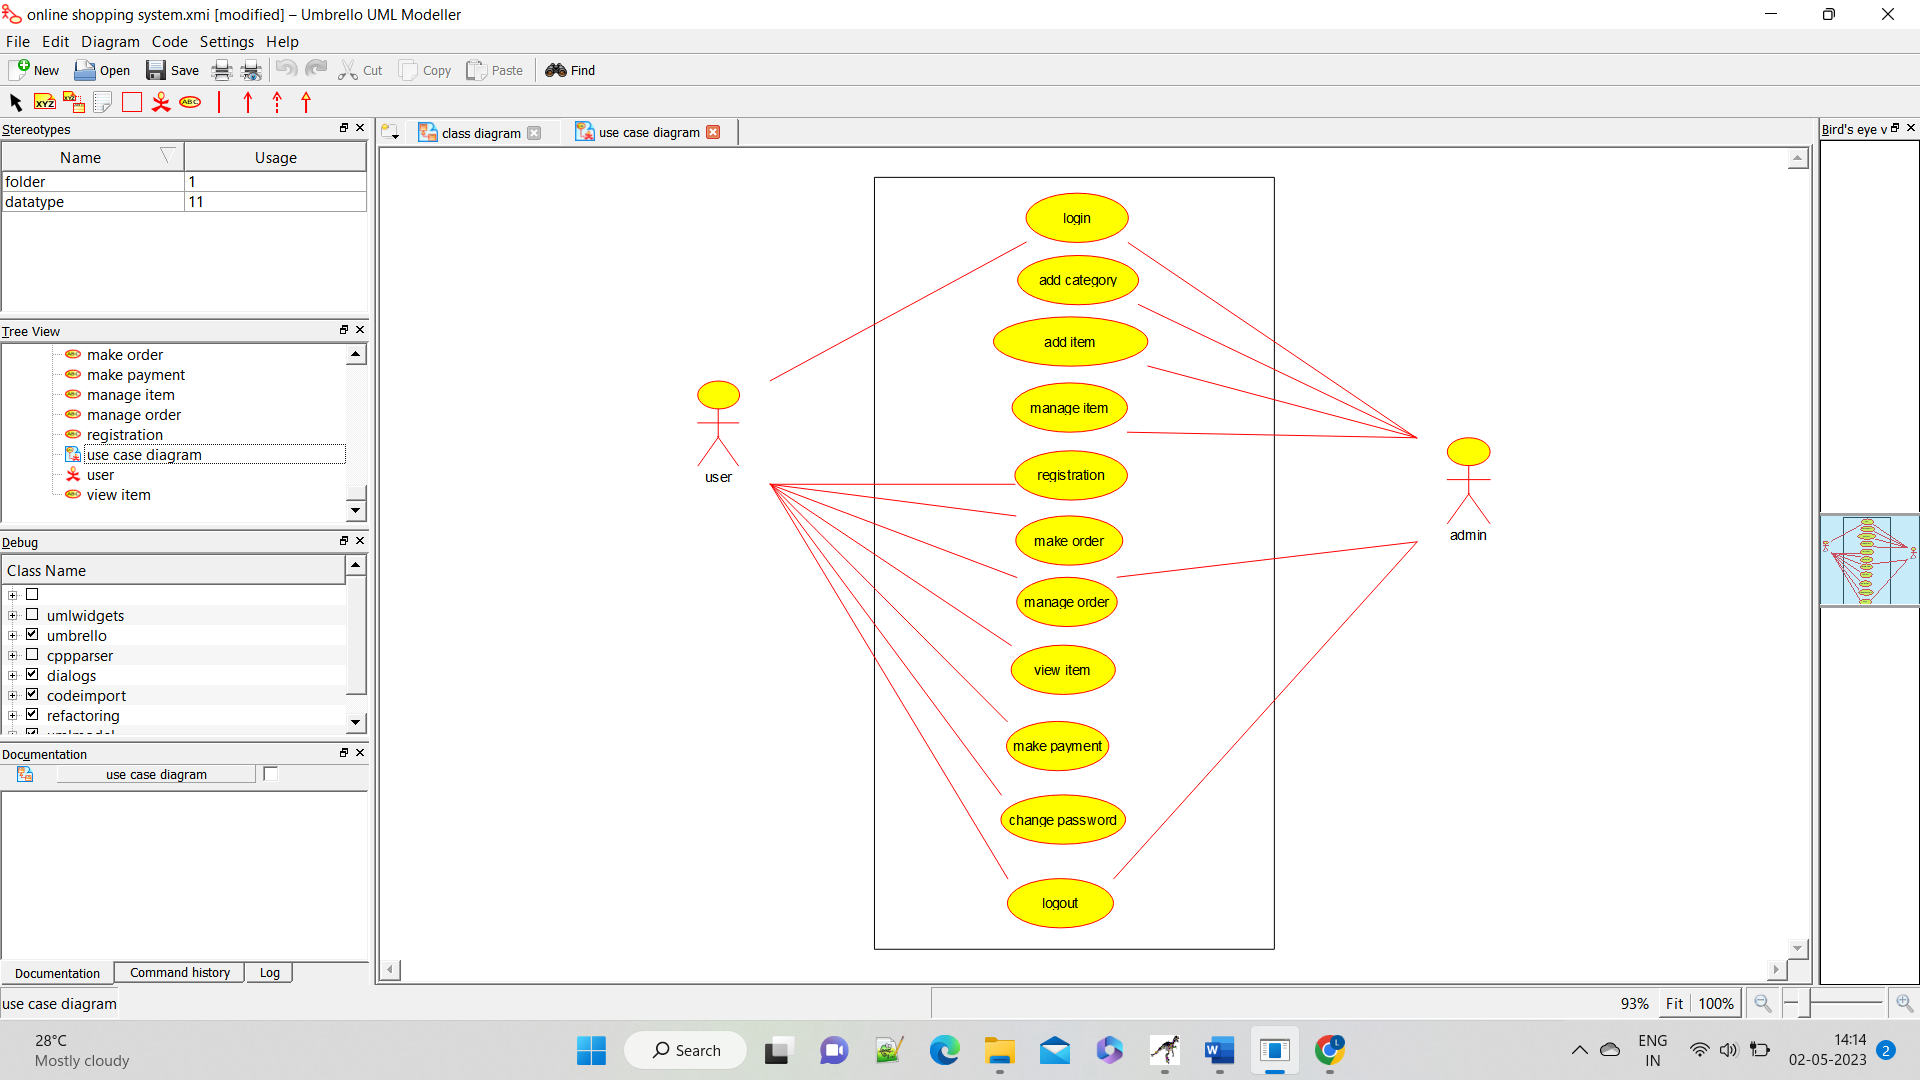 online shopping system.xmi [modified] – Umbrello UML Modeller
File Edit Diagram Code Settings Help
New Open Save Cut Copy Paste Find
XYZ XYZ ABC
Stereotypes
Name Usage
folder 1
datatype 11
Tree View
make order
make payment
manage item
manage order
registration
use case diagram
user
view item
Debug
Class Name
umlwidgets
umbrello
cppparser
dialogs
codeimport
refactoring
umlmodel
Documentation
use case diagram
Documentation Command history Log
class diagram use case diagram
login
add category
add item
manage item
registration
make order
manage order
view item
make payment
change password
logout
user
admin
Bird's eye v
use case diagram
93% Fit 100%
28°C
Mostly cloudy
Search
L
ENG
IN
14:14
02-05-2023
2